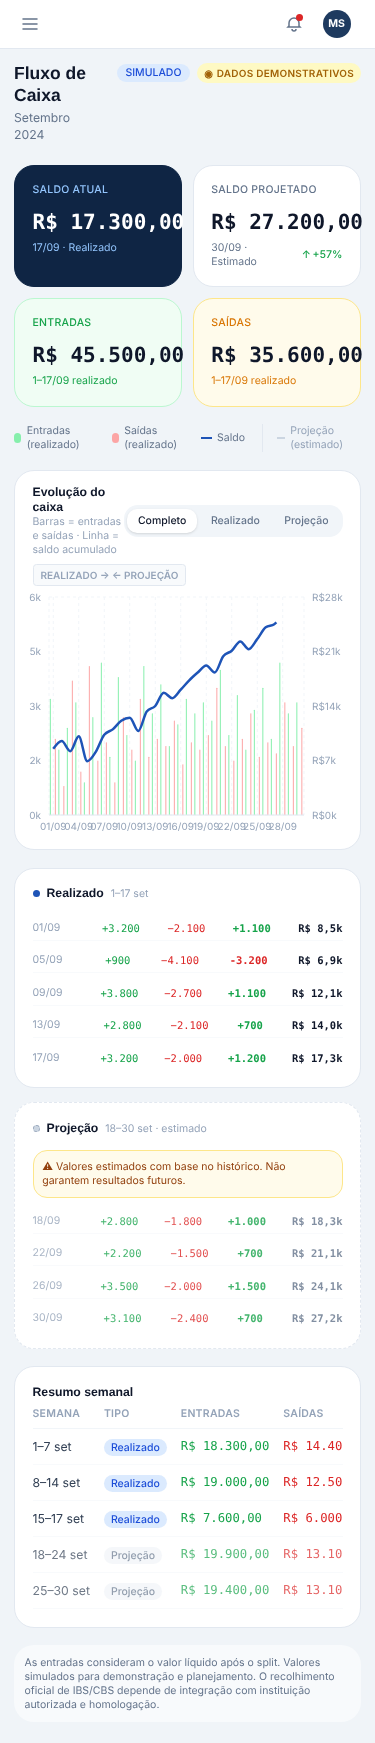 MS
Fluxo de
Caixa
SIMULADO
◉ DADOS DEMONSTRATIVOS
Setembro
2024
SALDO ATUAL
R$ 17.300,00
17/09 · Realizado
SALDO PROJETADO
R$ 27.200,00
30/09 ·
Estimado
↑ +57%
ENTRADAS
R$ 45.500,00
1–17/09 realizado
SAÍDAS
R$ 35.600,00
1–17/09 realizado
Entradas
(realizado)
Saídas
(realizado)
Saldo
Projeção
(estimado)
Evolução do
caixa
Barras = entradas
e saídas · Linha =
saldo acumulado
Completo Realizado Projeção
REALIZADO → ← PROJEÇÃO
6k R$28k
5k R$21k
3k R$14k
2k R$7k
0k R$0k
01/09 04/09 07/09 10/09 13/09 16/09 19/09 22/09 25/09 28/09
Realizado 1–17 set
01/09 +3.200 −2.100 +1.100 R$ 8,5k
05/09 +900 −4.100 -3.200 R$ 6,9k
09/09 +3.800 −2.700 +1.100 R$ 12,1k
13/09 +2.800 −2.100 +700 R$ 14,0k
17/09 +3.200 −2.000 +1.200 R$ 17,3k
Projeção 18–30 set · estimado
⚠ Valores estimados com base no histórico. Não
garantem resultados futuros.
18/09 +2.800 −1.800 +1.000 R$ 18,3k
22/09 +2.200 −1.500 +700 R$ 21,1k
26/09 +3.500 −2.000 +1.500 R$ 24,1k
30/09 +3.100 −2.400 +700 R$ 27,2k
Resumo semanal
SEMANA TIPO ENTRADAS SAÍDAS
1–7 set Realizado R$ 18.300,00 R$ 14.40
8–14 set Realizado R$ 19.000,00 R$ 12.50
15–17 set Realizado R$ 7.600,00 R$ 6.000
18–24 set Projeção R$ 19.900,00 R$ 13.10
25–30 set Projeção R$ 19.400,00 R$ 13.10
As entradas consideram o valor líquido após o split. Valores
simulados para demonstração e planejamento. O recolhimento
oficial de IBS/CBS depende de integração com instituição
autorizada e homologação.